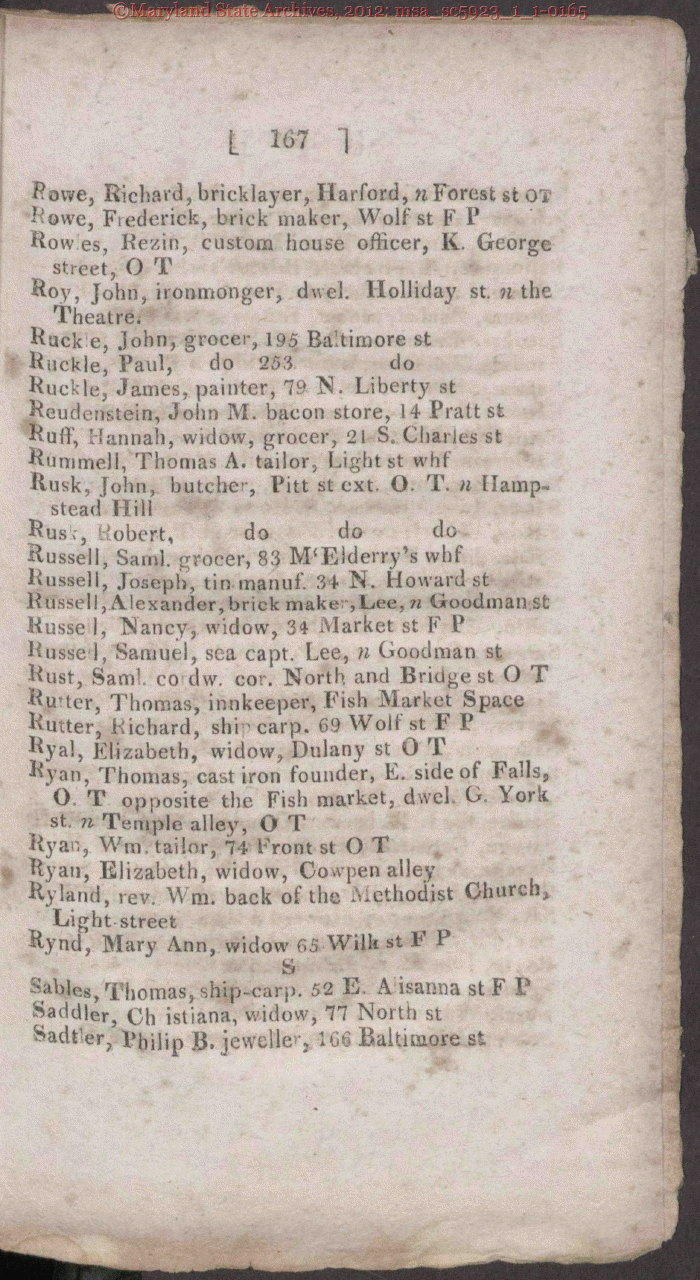 ©Maryland State Archives, 2012: msa_sc5923_1_1-0165
[ 167 ]
Rowe, Richard, bricklayer, Harford, n Forest st OT
Rowe, Frederick, brick maker, Wolf st F P
Rowles, Rezin, custom house officer, K. George
street, O T
Roy, John, ironmonger, dwel. Holliday st. n the
Theatre.
Ruckle, John, grocer, 195 Baltimore st
Ruckle, Paul, do 253 do
Ruckle, James, painter, 79 N. Liberty st
Reudenstein, John M. bacon store, 14 Pratt st
Ruff, Hannah, widow, grocer, 21 S. Charles st
Rummell, Thomas A. tailor, Light st whf
Rusk, John, butcher, Pitt st ext. O. T. n Hamp-
stead Hill
Rusk, Robert, do do do
Russell, Saml. grocer, 83 M'Elderry's whf
Russell, Joseph, tin manuf. 34 N. Howard st
Russell, Alexander, brick maker, Lee, n Goodman st
Russell, Nancy, widow, 34 Market st F P
Russell, Samuel, sea capt. Lee, n Goodman st
Rust, Saml. cordw. cor. North and Bridge st O T
Rutter, Thomas, innkeeper, Fish Market Space
Rutter, Richard, ship carp. 69 Wolf st F P
Ryal, Elizabeth, widow, Dulany st O T
Ryan, Thomas, cast iron founder, E. side of Falls,
O. T opposite the Fish market, dwel. G. York
st. n Temple alley, O T
Ryan, Wm. tailor, 74 Front st O T
Ryan, Elizabeth, widow, Cowpen alley
Ryland, rev. Wm. back of the Methodist Church,
Light-street
Rynd, Mary Ann, widow 65 Wilk st F P
S
Sables, Thomas, ship-carp. 52 E. Alisanna st F P
Saddler, Christiana, widow, 77 North st
Sadtler, Philip B. jeweller, 166 Baltimore st